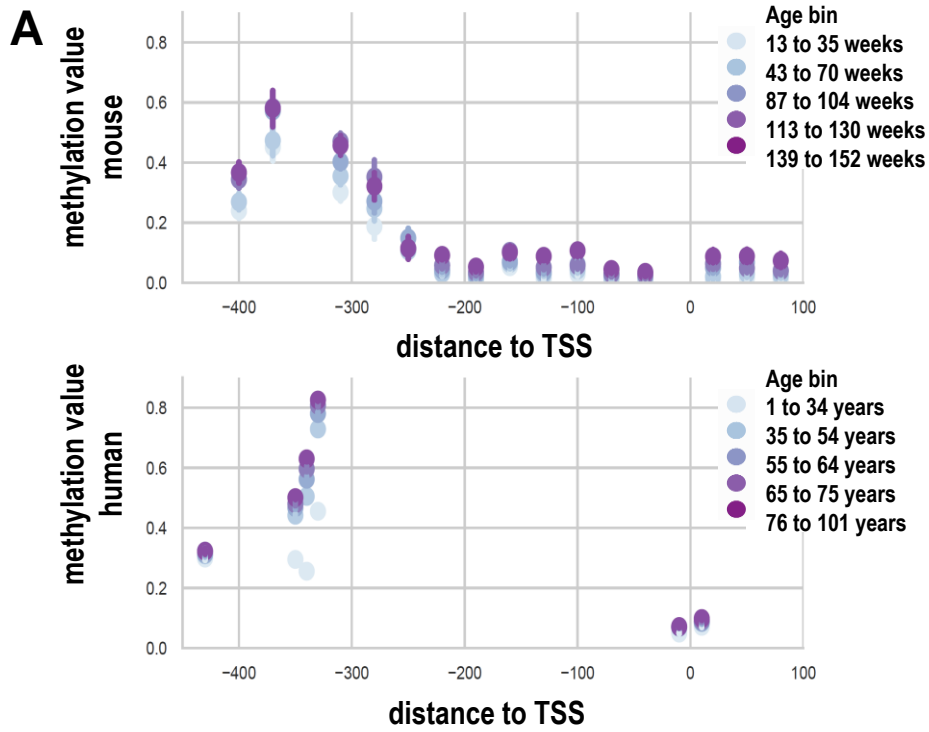 A
methylation value
mouse
0.8
0.6
0.4
0.2
0.0
−400
−300
−200
−100
0
100
distance to TSS
Age bin
13 to 35 weeks
43 to 70 weeks
87 to 104 weeks
113 to 130 weeks
139 to 152 weeks
methylation value
human
0.8
0.6
0.4
0.2
0.0
−400
−300
−200
−100
0
100
distance to TSS
Age bin
1 to 34 years
35 to 54 years
55 to 64 years
65 to 75 years
76 to 101 years